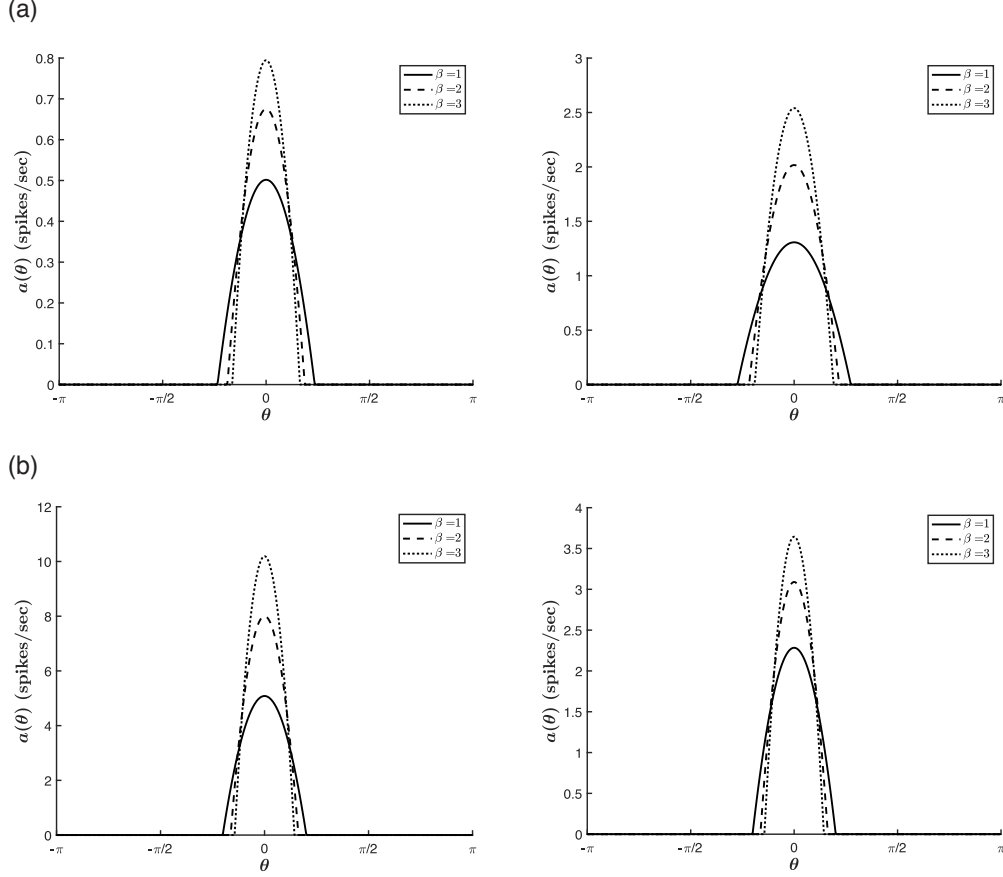 (a)
0.8
0.7
0.6
0.5
0.4
0.3
0.2
0.1
0
a(θ) (spikes/sec)
-π
-π/2
0
π/2
π
θ
β =1
β =2
β =3
3
2.5
2
1.5
1
0.5
0
a(θ) (spikes/sec)
-π
-π/2
0
π/2
π
θ
β =1
β =2
β =3
(b)
12
10
8
6
4
2
0
a(θ) (spikes/sec)
-π
-π/2
0
π/2
π
θ
β =1
β =2
β =3
4
3.5
3
2.5
2
1.5
1
0.5
0
a(θ) (spikes/sec)
-π
-π/2
0
π/2
π
θ
β =1
β =2
β =3